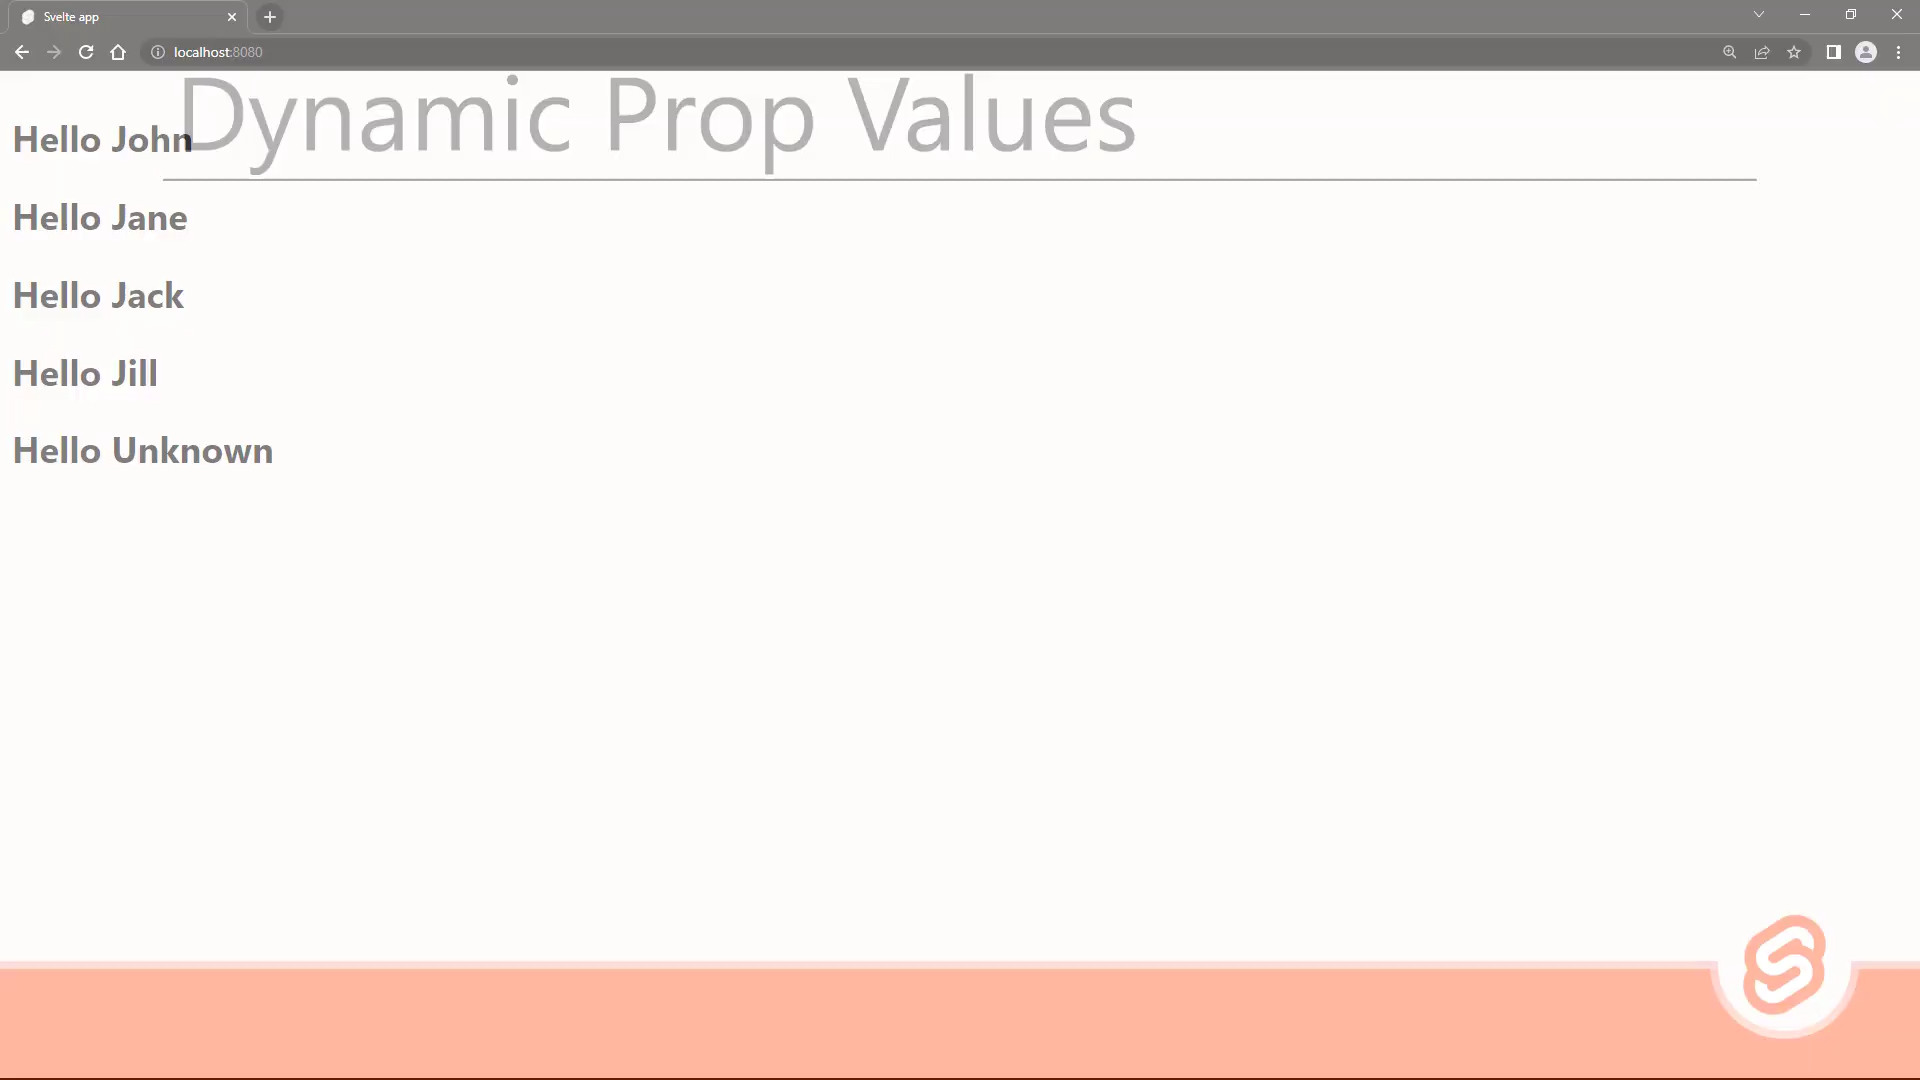 Svelte app
localhost:8080
Dynamic Prop Values
Hello John
Hello Jane
Hello Jack
Hello Jill
Hello Unknown